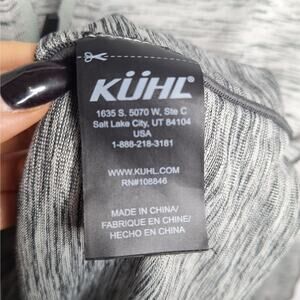 KÜHL
1635 S. 5070 W, Ste C
Salt Lake City, UT 84104
USA
1-888-218-3181
WWW.KUHL.COM
RN#108846
MADE IN CHINA/
FABRIQUE EN CHINE/
HECHO EN CHINA